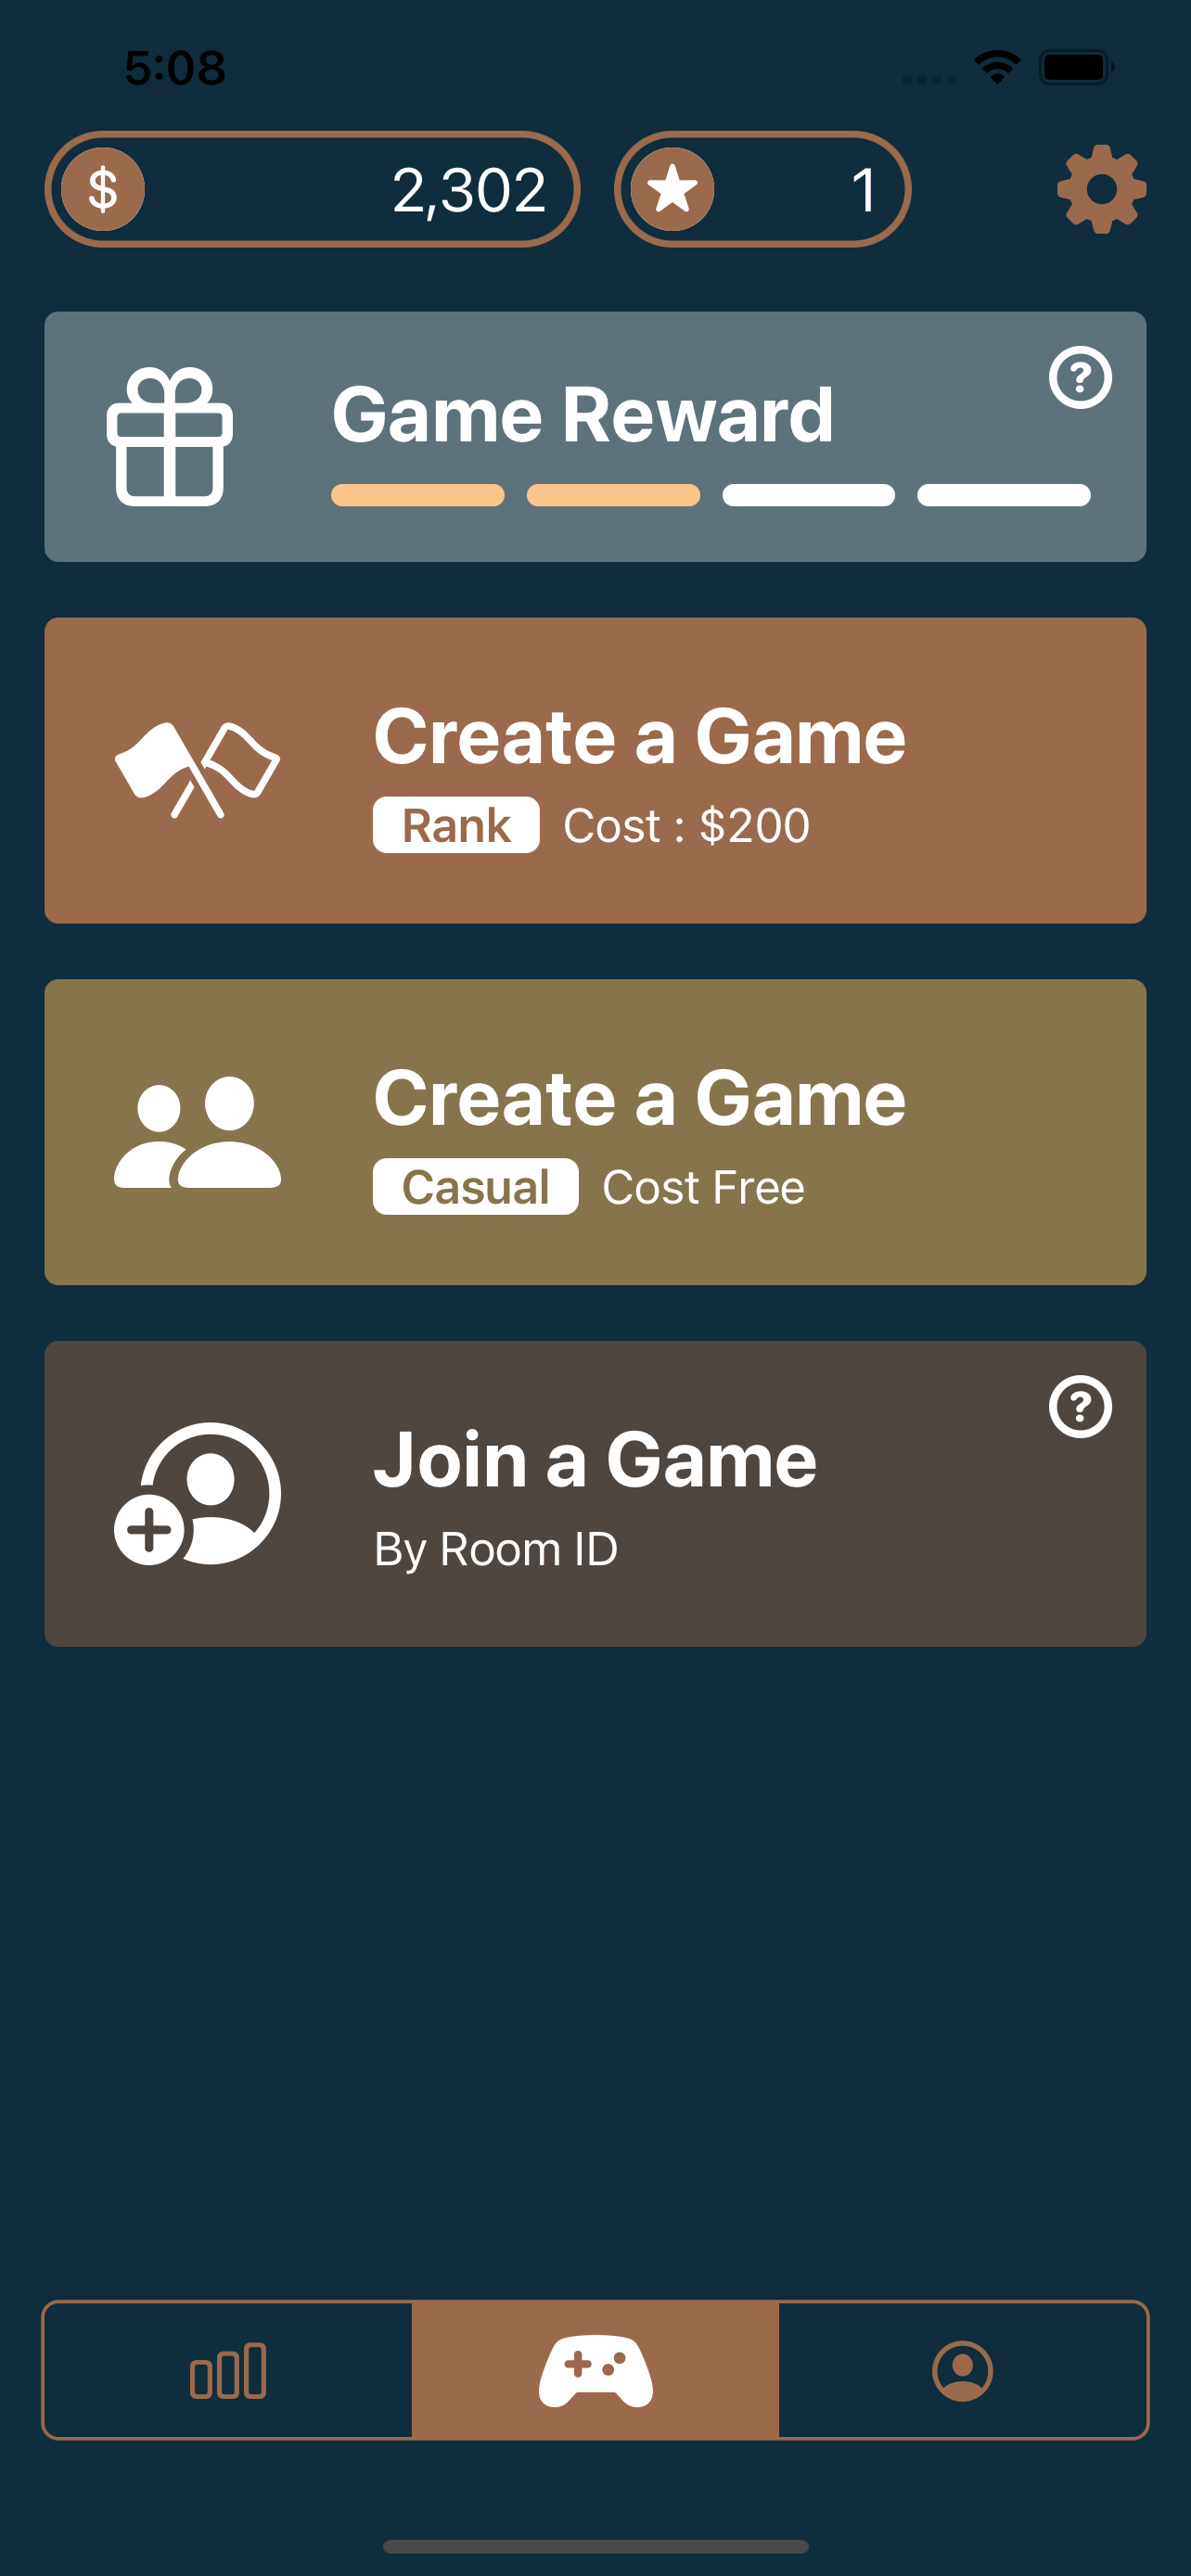 5:08
$ 2,302 1
Game Reward
?
Create a Game
Rank Cost : $200
Create a Game
Casual Cost Free
?
Join a Game
By Room ID